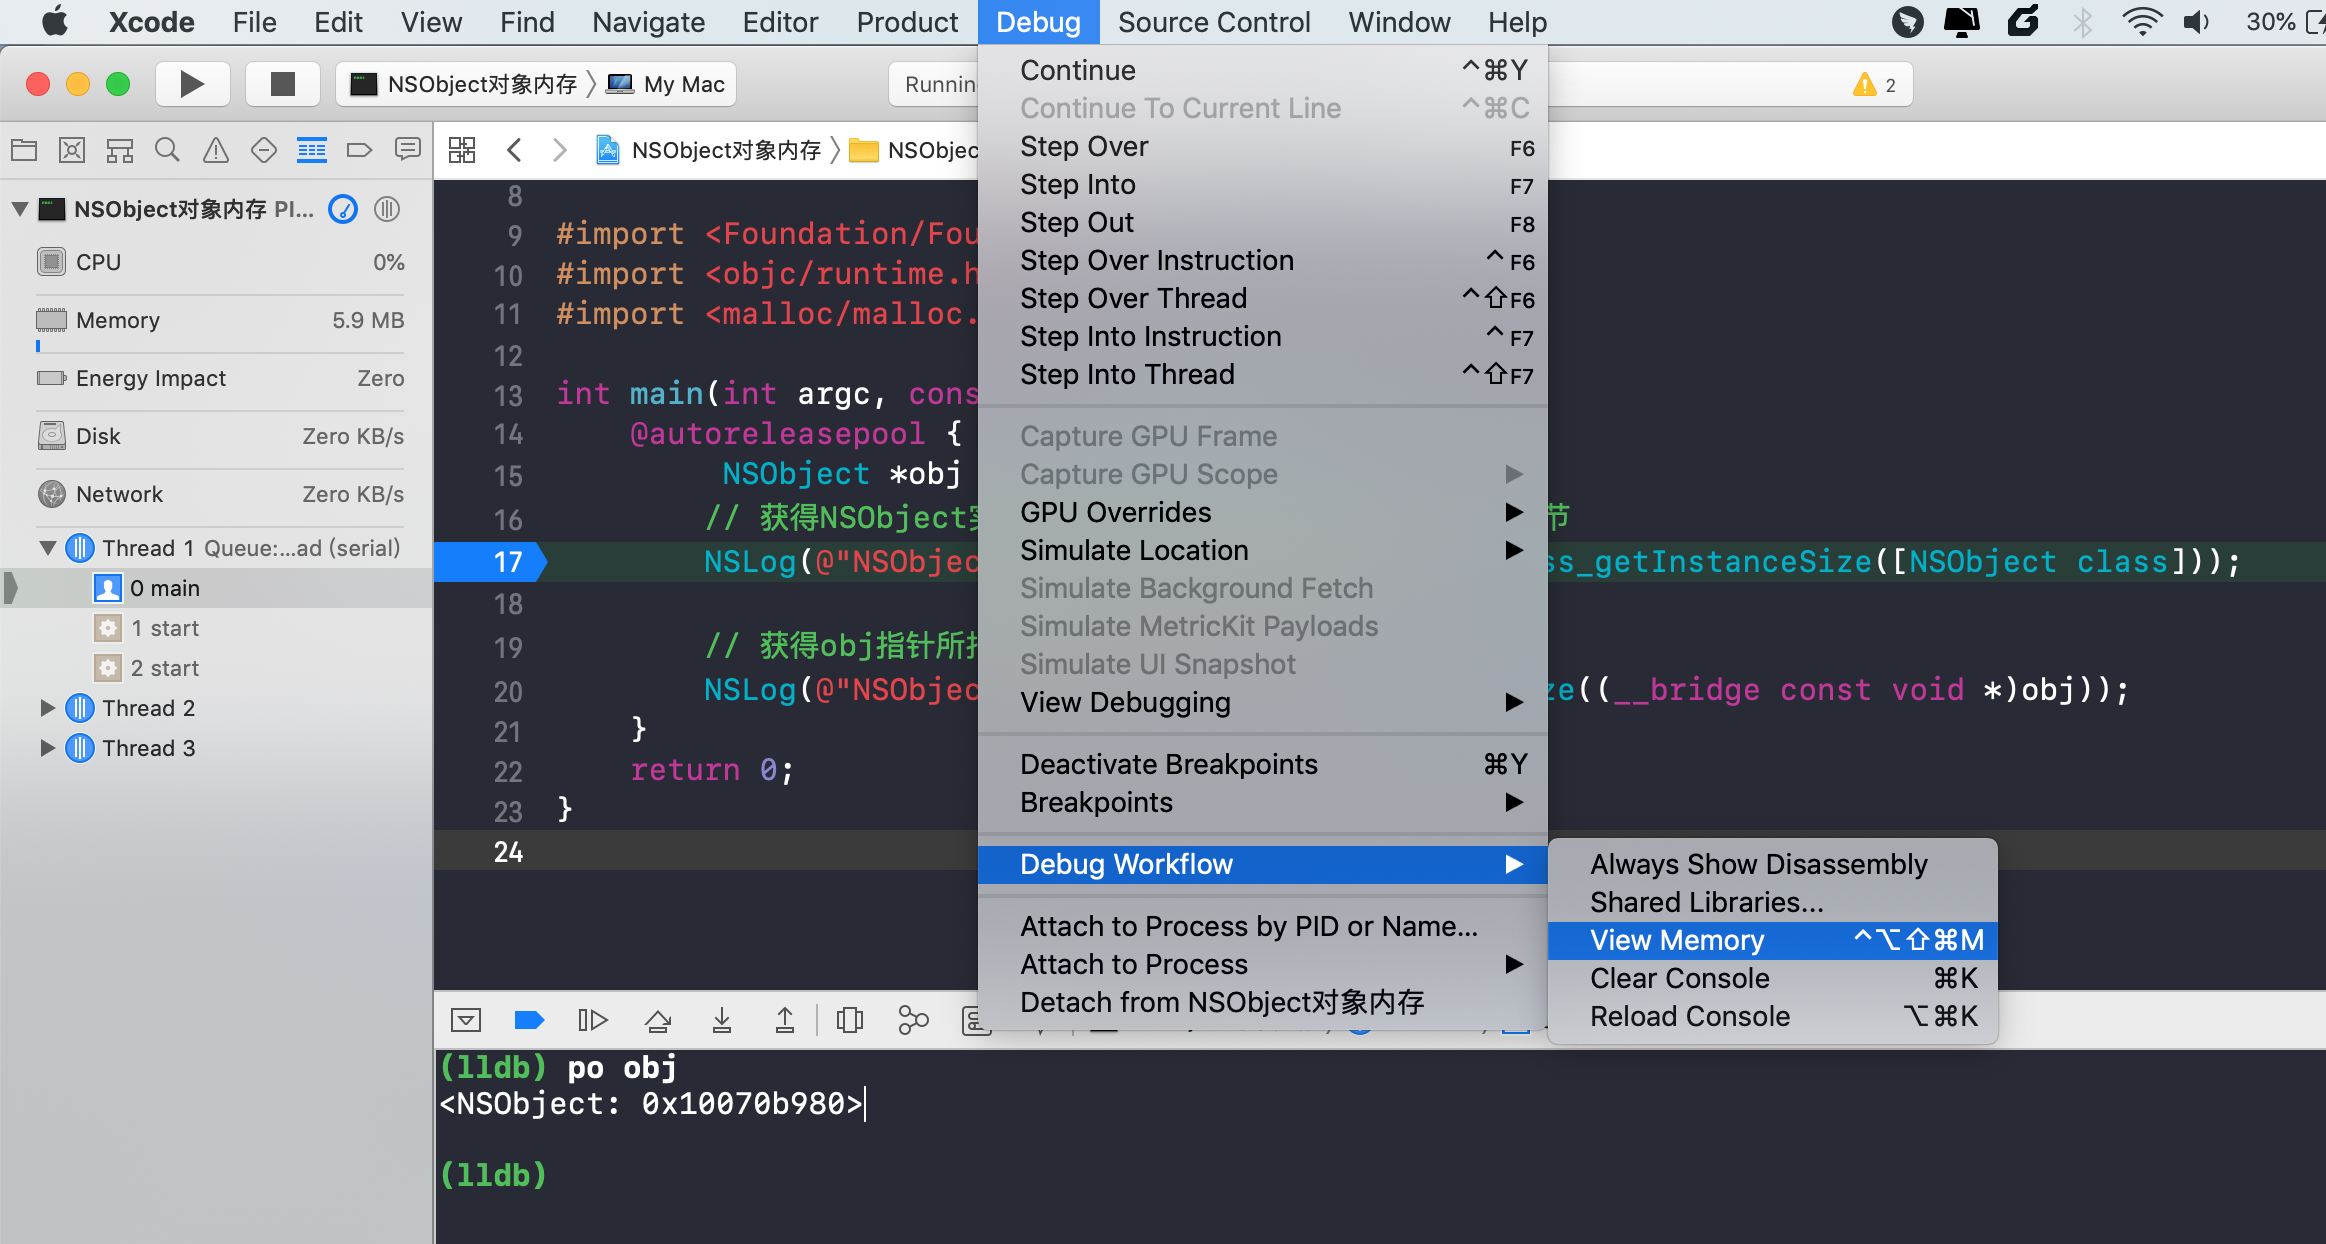 Xcode File Edit View Find Navigate Editor Product Debug Source Control Window Help 30%
NSObject对象内存 My Mac
2
NSObject对象内存
NSObject对象内存 PI...
CPU 0%
Memory 5.9 MB
Energy Impact Zero
Disk Zero KB/s
Network Zero KB/s
Thread 1 Queue:...ad (serial)
0 main
1 start
2 start
Thread 2
Thread 3
8
9 #import <Foundation/Fou
10 #import <objc/runtime.h
11 #import <malloc/malloc.
12
13 int main(int argc, cons
14 @autoreleasepool {
15 NSObject *obj
16 // 获得NSObject实 节
17 NSLog(@"NSObjec ss_getInstanceSize([NSObject class]));
18
19 // 获得obj指针所指
20 NSLog(@"NSObjec ze((__bridge const void *)obj));
21 }
22 return 0;
23 }
24
Continue ^⌘Y
Continue To Current Line ^⌘C
Step Over F6
Step Into F7
Step Out F8
Step Over Instruction ^F6
Step Over Thread ^⇧F6
Step Into Instruction ^F7
Step Into Thread ^⇧F7
Capture GPU Frame
Capture GPU Scope
GPU Overrides
Simulate Location
Simulate Background Fetch
Simulate MetricKit Payloads
Simulate UI Snapshot
View Debugging
Deactivate Breakpoints ⌘Y
Breakpoints
Debug Workflow
Attach to Process by PID or Name...
Attach to Process
Detach from NSObject对象内存
Always Show Disassembly
Shared Libraries...
View Memory ^⌥⇧⌘M
Clear Console ⌘K
Reload Console ⌥⌘K
(lldb) po obj
<NSObject: 0x10070b980>
(lldb)